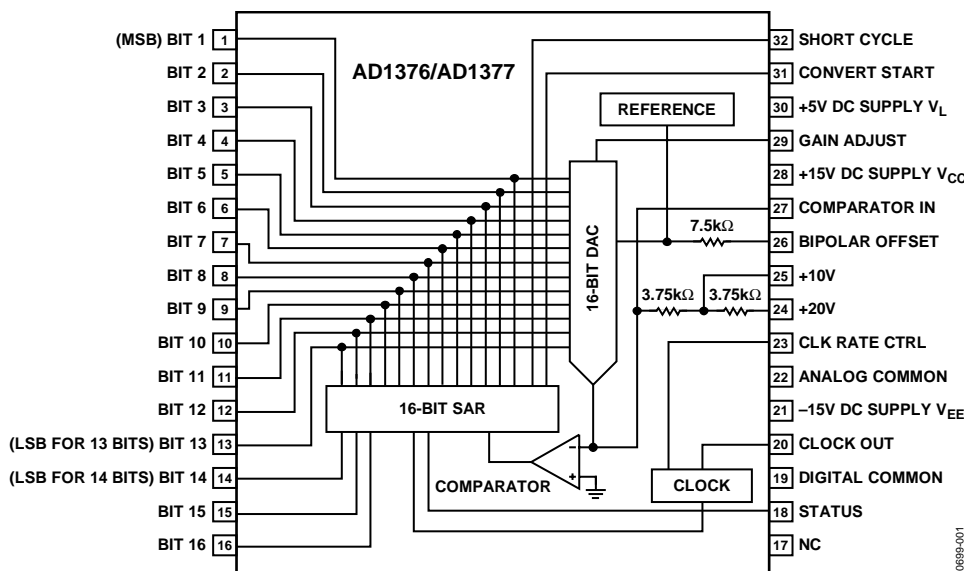 AD1376/AD1377
(MSB) BIT 1 1
BIT 2 2
BIT 3 3
BIT 4 4
BIT 5 5
BIT 6 6
BIT 7 7
BIT 8 8
BIT 9 9
BIT 10 10
BIT 11 11
BIT 12 12
(LSB FOR 13 BITS) BIT 13 13
(LSB FOR 14 BITS) BIT 14 14
BIT 15 15
BIT 16 16
REFERENCE
16-BIT DAC
7.5kΩ
3.75kΩ 3.75kΩ
16-BIT SAR
COMPARATOR
–
+
CLOCK
32 SHORT CYCLE
31 CONVERT START
30 +5V DC SUPPLY VL
29 GAIN ADJUST
28 +15V DC SUPPLY VCC
27 COMPARATOR IN
26 BIPOLAR OFFSET
25 +10V
24 +20V
23 CLK RATE CTRL
22 ANALOG COMMON
21 –15V DC SUPPLY VEE
20 CLOCK OUT
19 DIGITAL COMMON
18 STATUS
17 NC
0699-001